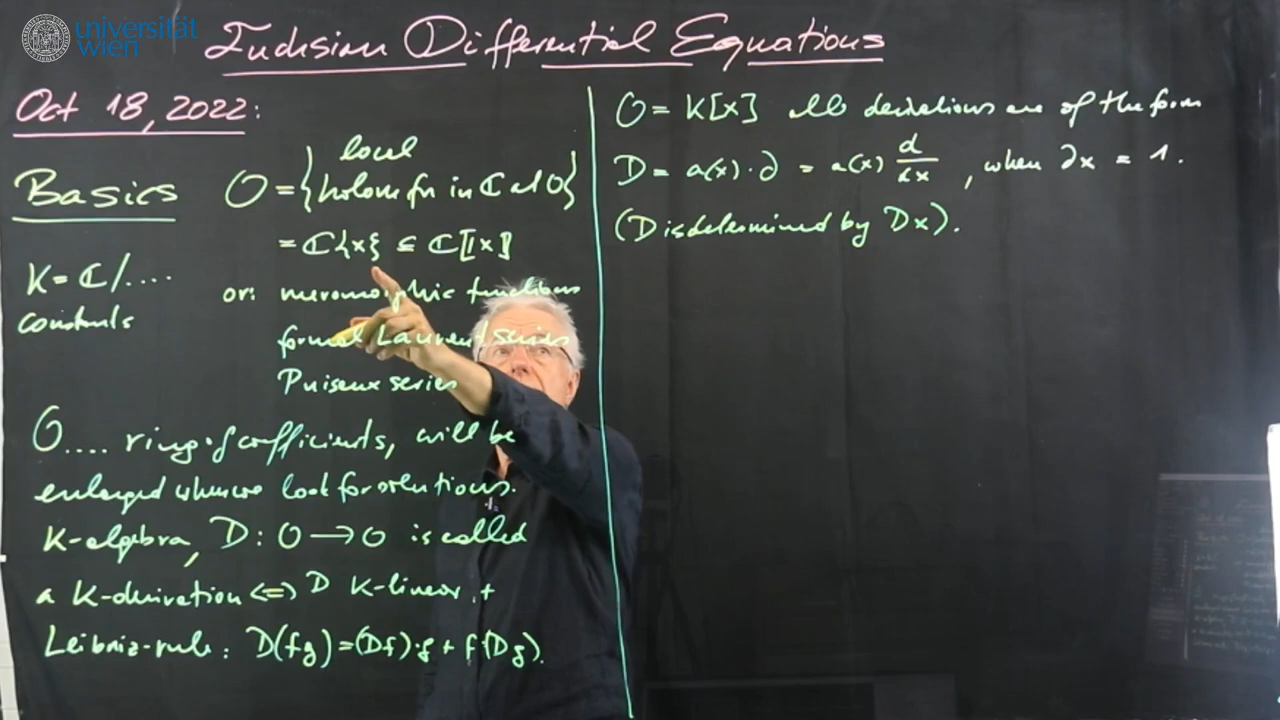 universität
wien
Fuchsian Differential Equations
Oct 18, 2022:
Basics O = { local
holom fn in ℂ at 0 }
= ℂ{x} ⊆ ℂ[[x]]
K = ℂ / ....
constants
or: meromorphic functions
formal Laurent series
Puiseux series
O .... ring of coefficients, will be
enlarged when we look for solutions.
K-algebra, D: O → O is called
a K-derivation <=> D K-linear +
Leibniz-rule: D(fg) = (Df)·g + f·(Dg).
O = K[x] all derivations are of the form
D = a(x)·∂ = a(x) d/dx, when ∂x = 1.
(D is determined by Dx).